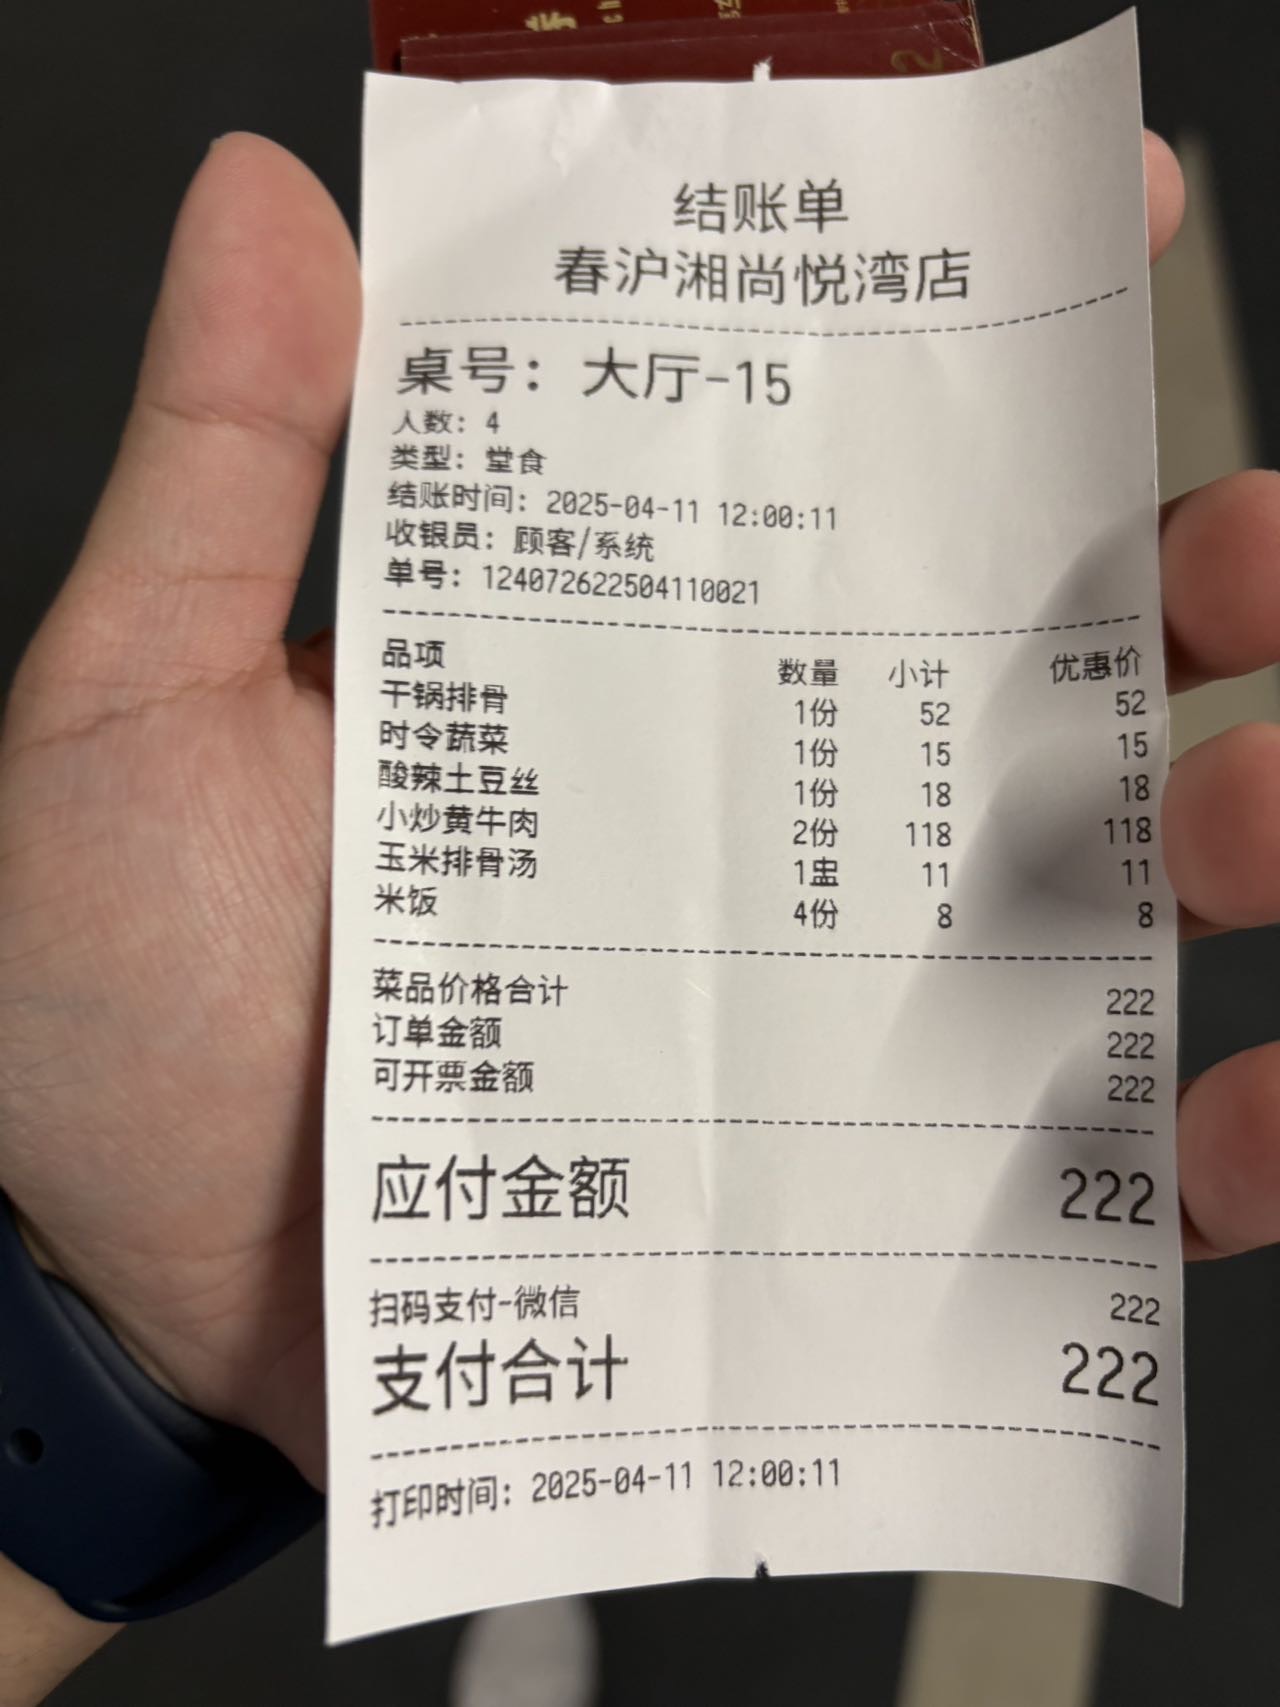 结账单
春沪湘尚悦湾店
桌号：大厅-15
人数：4
类型：堂食
结账时间：2025-04-11 12:00:11
收银员：顾客/系统
单号：124072622504110021
品项 数量 小计 优惠价
干锅排骨 1份 52 52
时令蔬菜 1份 15 15
酸辣土豆丝 1份 18 18
小炒黄牛肉 2份 118 118
玉米排骨汤 1盅 11 11
米饭 4份 8 8
菜品价格合计 222
订单金额 222
可开票金额 222
应付金额 222
扫码支付-微信 222
支付合计 222
打印时间：2025-04-11 12:00:11